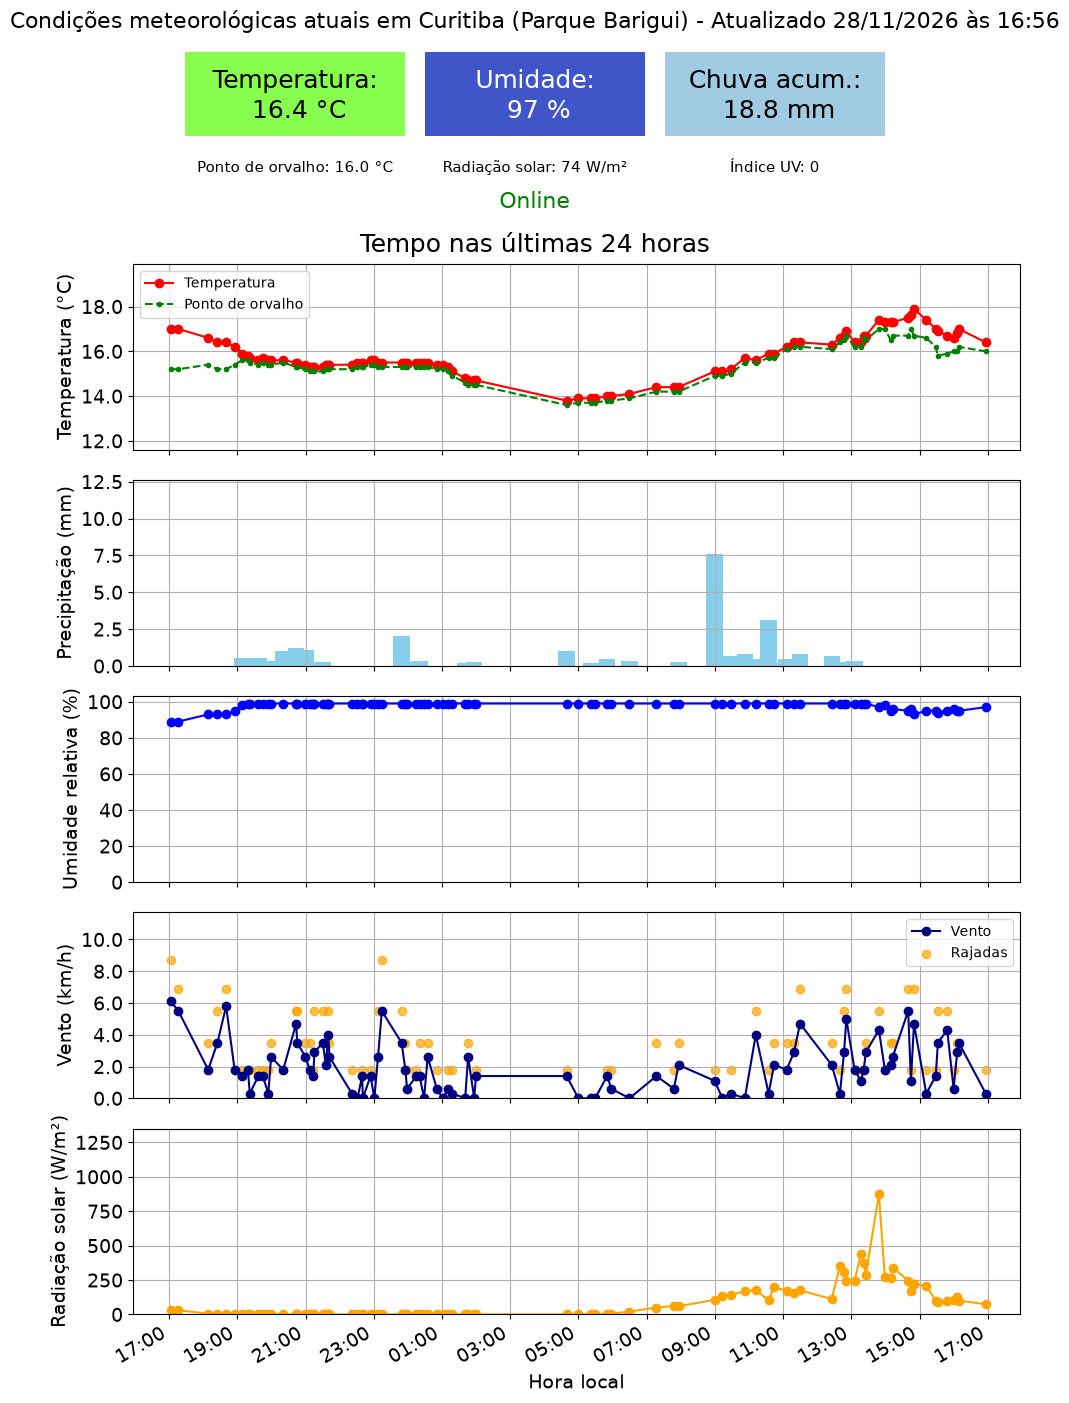 Condições meteorológicas atuais em Curitiba (Parque Barigui) - Atualizado 28/11/2026 às 16:56
Temperatura:
16.4 °C
Umidade:
97 %
Chuva acum.:
18.8 mm
Ponto de orvalho: 16.0 °C
Radiação solar: 74 W/m²
Índice UV: 0
Online
Tempo nas últimas 24 horas
Temperatura (°C)
18.0
16.0
14.0
12.0
Temperatura
Ponto de orvalho
Precipitação (mm)
12.5
10.0
7.5
5.0
2.5
0.0
Umidade relativa (%)
100
80
60
40
20
0
Vento (km/h)
10.0
8.0
6.0
4.0
2.0
0.0
Vento
Rajadas
Radiação solar (W/m²)
1250
1000
750
500
250
0
17:00
19:00
21:00
23:00
01:00
03:00
05:00
07:00
09:00
11:00
13:00
15:00
17:00
Hora local